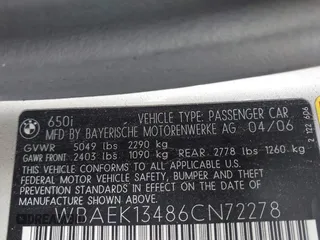 650i VEHICLE TYPE: PASSENGER CAR
MFD BY BAYERISCHE MOTORENWERKE AG 04/06
GVWR 5049 lbs 2290 kg
GAWR FRONT 2403 lbs 1090 kg REAR: 2778 lbs 1260 kg
THIS VEHICLE CONFORMS TO ALL APPLICABLE
U.S. FEDERAL MOTOR VEHICLE SAFETY,
BUMPER, AND THEFT PREVENTION STANDARDS
IN EFFECT ON THE DATE OF
MANUFACTURE SHOWN ABOVE.
WBAEK13486CN72278